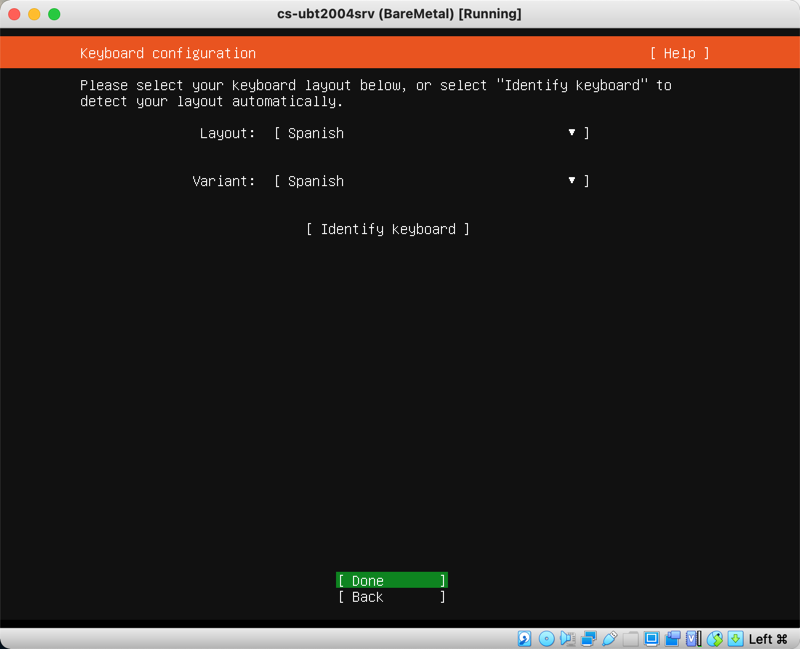 cs-ubt2004srv (BareMetal) [Running]
Keyboard configuration [ Help ]
Please select your keyboard layout below, or select "Identify keyboard" to
detect your layout automatically.
Layout: [ Spanish ▼ ]
Variant: [ Spanish ▼ ]
[ Identify keyboard ]
[ Done ]
[ Back ]
Left ⌘